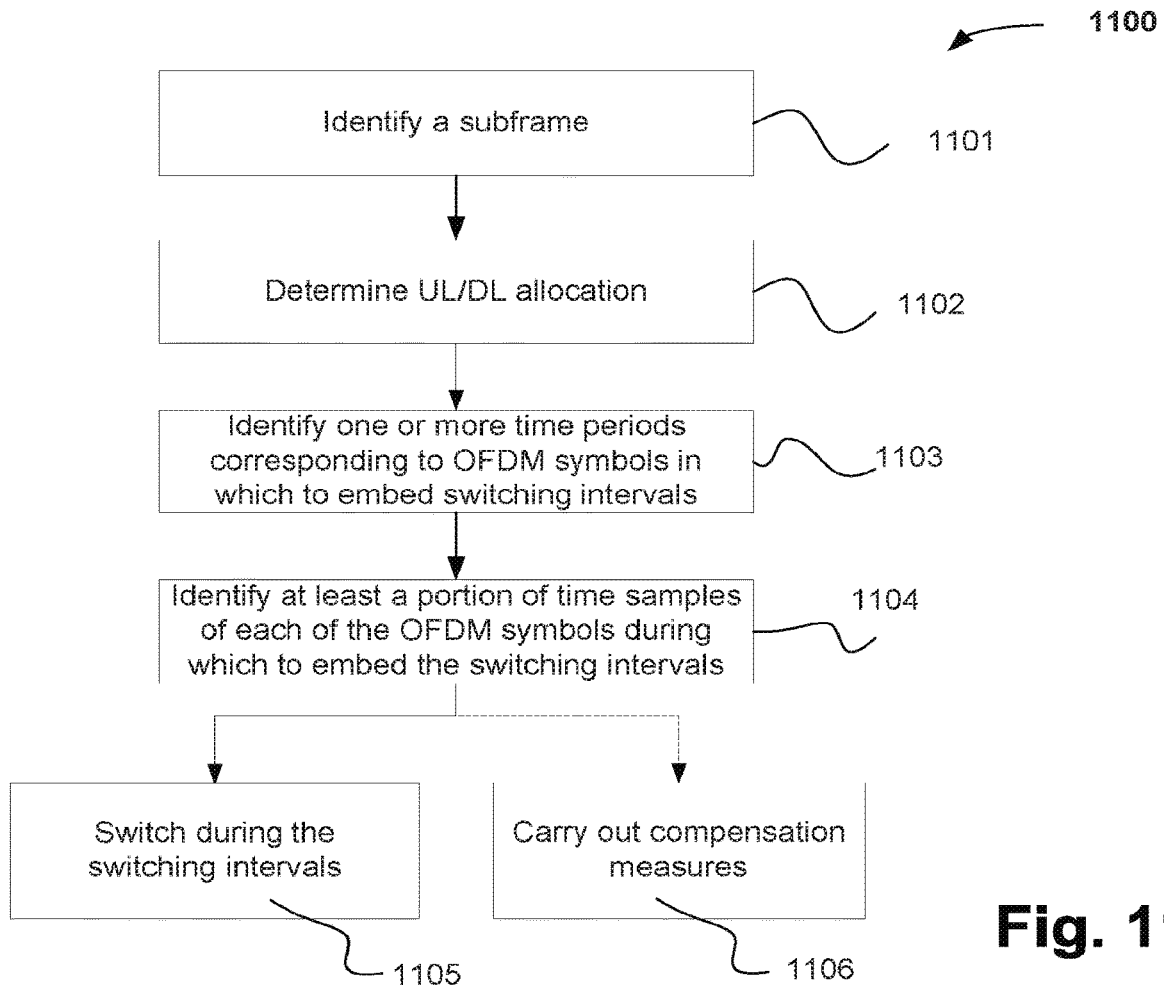 1100
Identify a subframe
1101
Determine UL/DL allocation
1102
Identify one or more time periods
corresponding to OFDM symbols in
which to embed switching intervals
1103
Identify at least a portion of time samples
of each of the OFDM symbols during
which to embed the switching intervals
1104
Switch during the
switching intervals
1105
Carry out compensation
measures
1106
Fig. 1